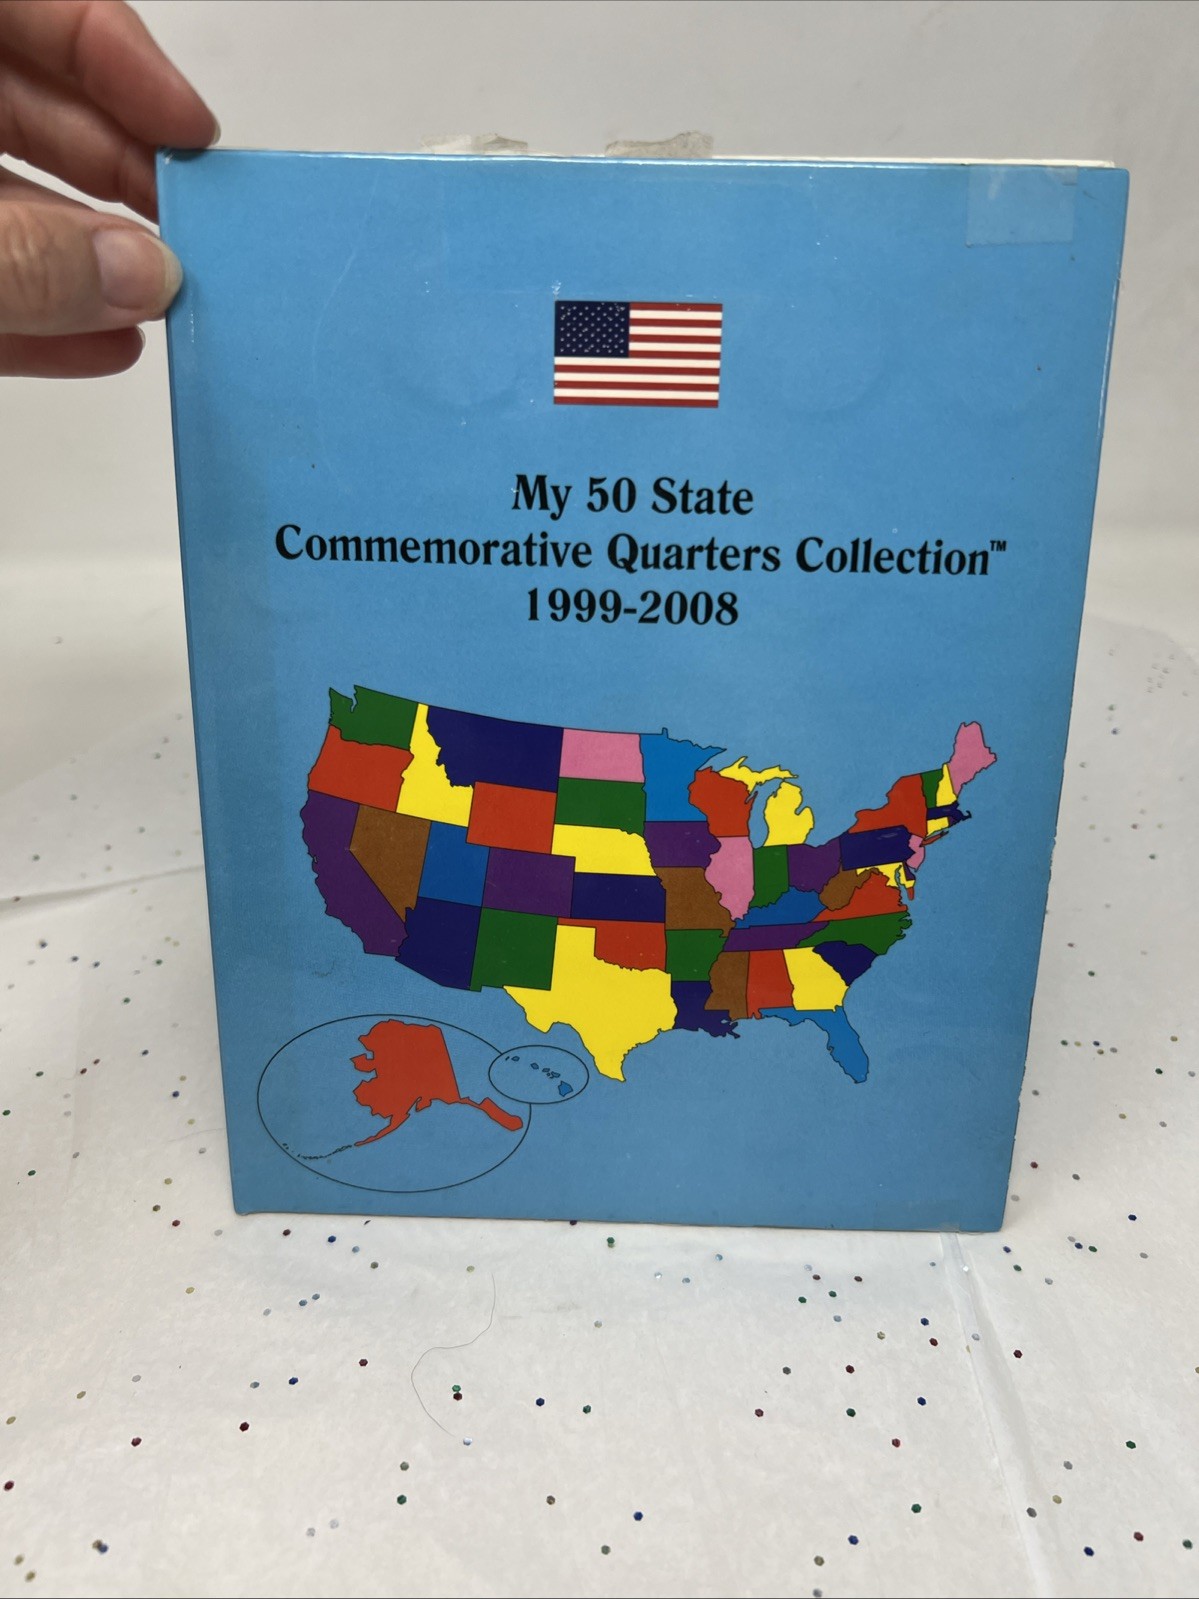 My 50 State
Commemorative Quarters Collection™
1999-2008